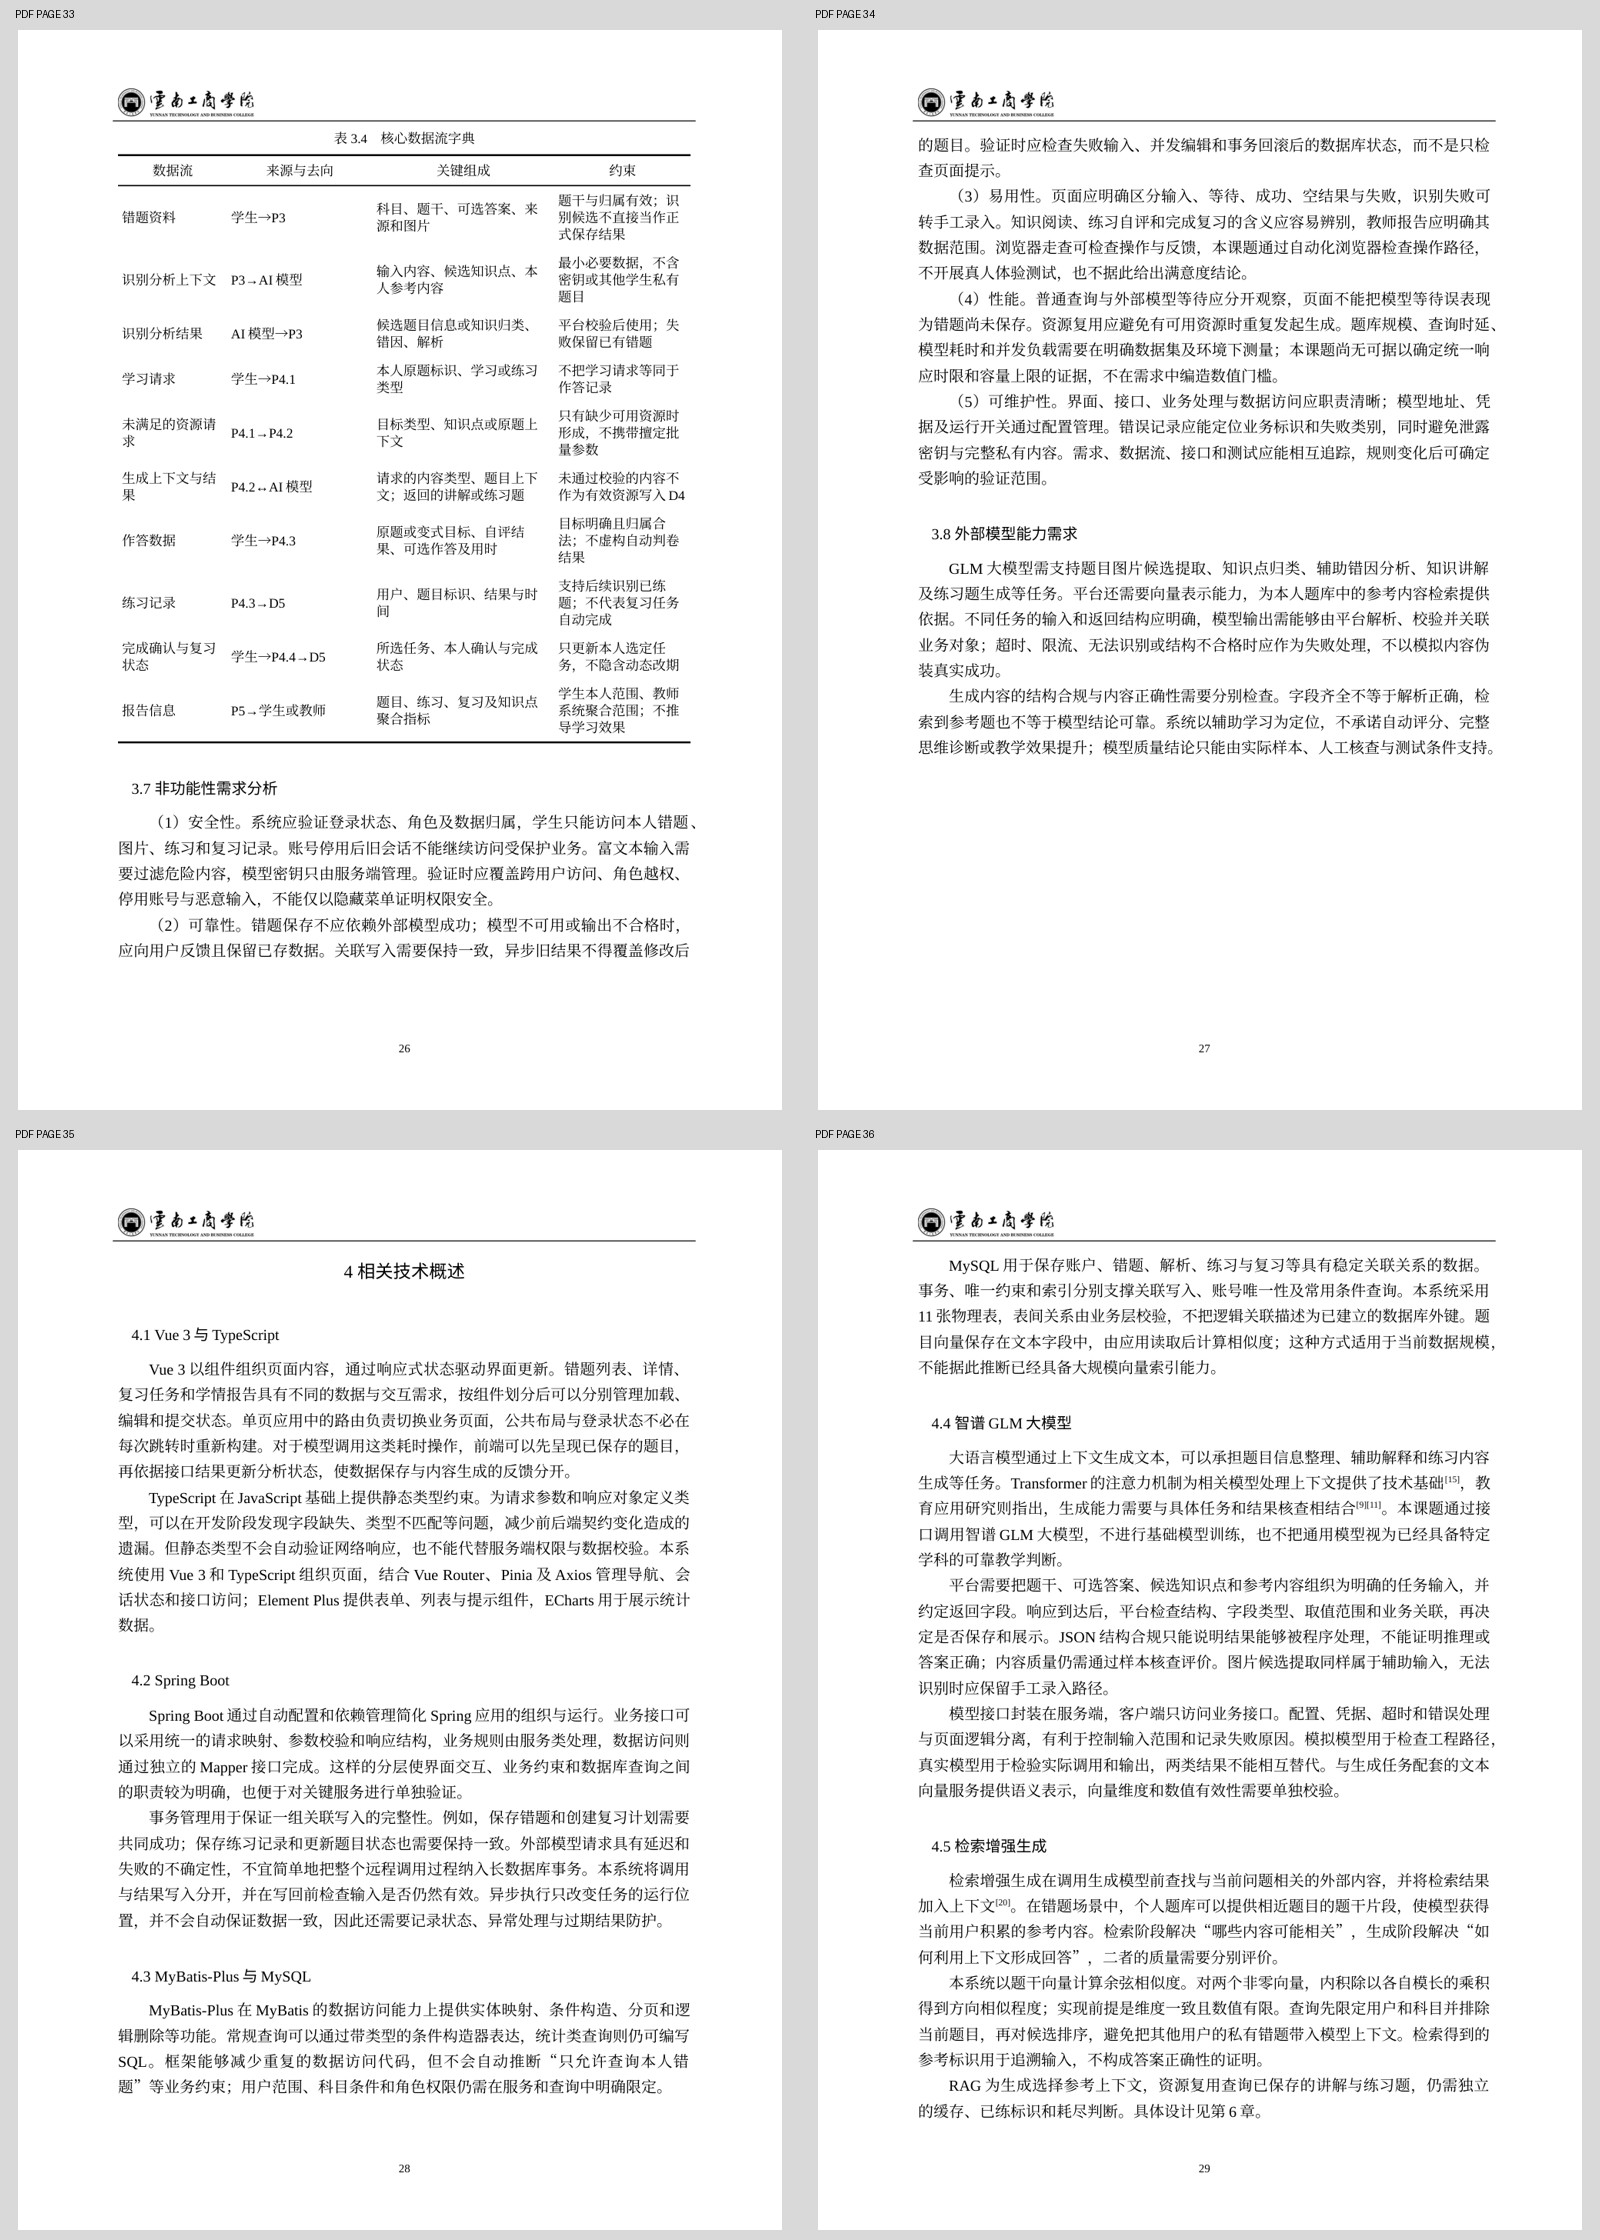 PDF PAGE 33
雲南工商學院
YUNNAN TECHNOLOGY AND BUSINESS COLLEGE
表 3.4 核心数据流字典
数据流 来源与去向 关键组成 约束
错题资料 学生→P3 科目、题干、可选答案、来源和图片 题干与归属有效；识别候选不直接当作正式保存结果
识别分析上下文 P3→AI 模型 输入内容、候选知识点、本人参考内容 最小必要数据，不含密钥或其他学生私有题目
识别分析结果 AI 模型→P3 候选题目信息或知识归类、错因、解析 平台校验后使用；失败保留已有错题
学习请求 学生→P4.1 本人原题标识、学习或练习类型 不把学习请求等同于作答记录
未满足的资源请求 P4.1→P4.2 目标类型、知识点或原题上下文 只有缺少可用资源时形成，不携带擅定批量参数
生成上下文与结果 P4.2↔AI 模型 请求的内容类型、题目上下文；返回的讲解或练习题 未通过校验的内容不作为有效资源写入 D4
作答数据 学生→P4.3 原题或变式目标、自评结果、可选作答及用时 目标明确且归属合法；不虚构自动判卷结果
练习记录 P4.3→D5 用户、题目标识、结果与时间 支持后续识别已练题；不代表复习任务自动完成
完成确认与复习状态 学生→P4.4→D5 所选任务、本人确认与完成状态 只更新本人选定任务，不隐含动态改期
报告信息 P5→学生或教师 题目、练习、复习及知识点聚合指标 学生本人范围、教师系统聚合范围；不推导学习效果
3.7 非功能性需求分析
（1）安全性。系统应验证登录状态、角色及数据归属，学生只能访问本人错题、
图片、练习和复习记录。账号停用后旧会话不能继续访问受保护业务。富文本输入需
要过滤危险内容，模型密钥只由服务端管理。验证时应覆盖跨用户访问、角色越权、
停用账号与恶意输入，不能仅以隐藏菜单证明权限安全。
（2）可靠性。错题保存不应依赖外部模型成功；模型不可用或输出不合格时，
应向用户反馈且保留已存数据。关联写入需要保持一致，异步旧结果不得覆盖修改后
26
PDF PAGE 34
雲南工商學院
YUNNAN TECHNOLOGY AND BUSINESS COLLEGE
的题目。验证时应检查失败输入、并发编辑和事务回滚后的数据库状态，而不是只检
查页面提示。
（3）易用性。页面应明确区分输入、等待、成功、空结果与失败，识别失败可
转手工录入。知识阅读、练习自评和完成复习的含义应容易辨别，教师报告应明确其
数据范围。浏览器走查可检查操作与反馈，本课题通过自动化浏览器检查操作路径，
不开展真人体验测试，也不据此给出满意度结论。
（4）性能。普通查询与外部模型等待应分开观察，页面不能把模型等待误表现
为错题尚未保存。资源复用应避免有可用资源时重复发起生成。题库规模、查询时延、
模型耗时和并发负载需要在明确数据集及环境下测量；本课题尚无可据以确定统一响
应时限和容量上限的证据，不在需求中编造数值门槛。
（5）可维护性。界面、接口、业务处理与数据访问应职责清晰；模型地址、凭
据及运行开关通过配置管理。错误记录应能定位业务标识和失败类别，同时避免泄露
密钥与完整私有内容。需求、数据流、接口和测试应能相互追踪，规则变化后可确定
受影响的验证范围。
3.8 外部模型能力需求
GLM 大模型需支持题目图片候选提取、知识点归类、辅助错因分析、知识讲解
及练习题生成等任务。平台还需要向量表示能力，为本人题库中的参考内容检索提供
依据。不同任务的输入和返回结构应明确，模型输出需能够由平台解析、校验并关联
业务对象；超时、限流、无法识别或结构不合格时应作为失败处理，不以模拟内容伪
装真实成功。
生成内容的结构合规与内容正确性需要分别检查。字段齐全不等于解析正确，检
索到参考题也不等于模型结论可靠。系统以辅助学习为定位，不承诺自动评分、完整
思维诊断或教学效果提升；模型质量结论只能由实际样本、人工核查与测试条件支持。
27
PDF PAGE 35
雲南工商學院
YUNNAN TECHNOLOGY AND BUSINESS COLLEGE
4 相关技术概述
4.1 Vue 3 与 TypeScript
Vue 3 以组件组织页面内容，通过响应式状态驱动界面更新。错题列表、详情、
复习任务和学情报告具有不同的数据与交互需求，按组件划分后可以分别管理加载、
编辑和提交状态。单页应用中的路由负责切换业务页面，公共布局与登录状态不必在
每次跳转时重新构建。对于模型调用这类耗时操作，前端可以先呈现已保存的题目，
再依据接口结果更新分析状态，使数据保存与内容生成的反馈分开。
TypeScript 在 JavaScript 基础上提供静态类型约束。为请求参数和响应对象定义类
型，可以在开发阶段发现字段缺失、类型不匹配等问题，减少前后端契约变化造成的
遗漏。但静态类型不会自动验证网络响应，也不能代替服务端权限与数据校验。本系
统使用 Vue 3 和 TypeScript 组织页面，结合 Vue Router、Pinia 及 Axios 管理导航、会
话状态和接口访问；Element Plus 提供表单、列表与提示组件，ECharts 用于展示统计
数据。
4.2 Spring Boot
Spring Boot 通过自动配置和依赖管理简化 Spring 应用的组织与运行。业务接口可
以采用统一的请求映射、参数校验和响应结构，业务规则由服务类处理，数据访问则
通过独立的 Mapper 接口完成。这样的分层使界面交互、业务约束和数据库查询之间
的职责较为明确，也便于对关键服务进行单独验证。
事务管理用于保证一组关联写入的完整性。例如，保存错题和创建复习计划需要
共同成功；保存练习记录和更新题目状态也需要保持一致。外部模型请求具有延迟和
失败的不确定性，不宜简单地把整个远程调用过程纳入长数据库事务。本系统将调用
与结果写入分开，并在写回前检查输入是否仍然有效。异步执行只改变任务的运行位
置，并不会自动保证数据一致，因此还需要记录状态、异常处理与过期结果防护。
4.3 MyBatis-Plus 与 MySQL
MyBatis-Plus 在 MyBatis 的数据访问能力上提供实体映射、条件构造、分页和逻
辑删除等功能。常规查询可以通过带类型的条件构造器表达，统计类查询则仍可编写
SQL。框架能够减少重复的数据访问代码，但不会自动推断“只允许查询本人错
题”等业务约束；用户范围、科目条件和角色权限仍需在服务和查询中明确限定。
28
PDF PAGE 36
雲南工商學院
YUNNAN TECHNOLOGY AND BUSINESS COLLEGE
MySQL 用于保存账户、错题、解析、练习与复习等具有稳定关联关系的数据。
事务、唯一约束和索引分别支撑关联写入、账号唯一性及常用条件查询。本系统采用
11 张物理表，表间关系由业务层校验，不把逻辑关联描述为已建立的数据库外键。题
目向量保存在文本字段中，由应用读取后计算相似度；这种方式适用于当前数据规模，
不能据此推断已经具备大规模向量索引能力。
4.4 智谱 GLM 大模型
大语言模型通过上下文生成文本，可以承担题目信息整理、辅助解释和练习内容
生成等任务。Transformer 的注意力机制为相关模型处理上下文提供了技术基础[15]，教
育应用研究则指出，生成能力需要与具体任务和结果核查相结合[9][11]。本课题通过接
口调用智谱 GLM 大模型，不进行基础模型训练，也不把通用模型视为已经具备特定
学科的可靠教学判断。
平台需要把题干、可选答案、候选知识点和参考内容组织为明确的任务输入，并
约定返回字段。响应到达后，平台检查结构、字段类型、取值范围和业务关联，再决
定是否保存和展示。JSON 结构合规只能说明结果能够被程序处理，不能证明推理或
答案正确；内容质量仍需通过样本核查评价。图片候选提取同样属于辅助输入，无法
识别时应保留手工录入路径。
模型接口封装在服务端，客户端只访问业务接口。配置、凭据、超时和错误处理
与页面逻辑分离，有利于控制输入范围和记录失败原因。模拟模型用于检查工程路径，
真实模型用于检验实际调用和输出，两类结果不能相互替代。与生成任务配套的文本
向量服务提供语义表示，向量维度和数值有效性需要单独校验。
4.5 检索增强生成
检索增强生成在调用生成模型前查找与当前问题相关的外部内容，并将检索结果
加入上下文[20]。在错题场景中，个人题库可以提供相近题目的题干片段，使模型获得
当前用户积累的参考内容。检索阶段解决“哪些内容可能相关”，生成阶段解决“如
何利用上下文形成回答”，二者的质量需要分别评价。
本系统以题干向量计算余弦相似度。对两个非零向量，内积除以各自模长的乘积
得到方向相似程度；实现前提是维度一致且数值有限。查询先限定用户和科目并排除
当前题目，再对候选排序，避免把其他用户的私有错题带入模型上下文。检索得到的
参考标识用于追溯输入，不构成答案正确性的证明。
RAG 为生成选择参考上下文，资源复用查询已保存的讲解与练习题，仍需独立
的缓存、已练标识和耗尽判断。具体设计见第 6 章。
29